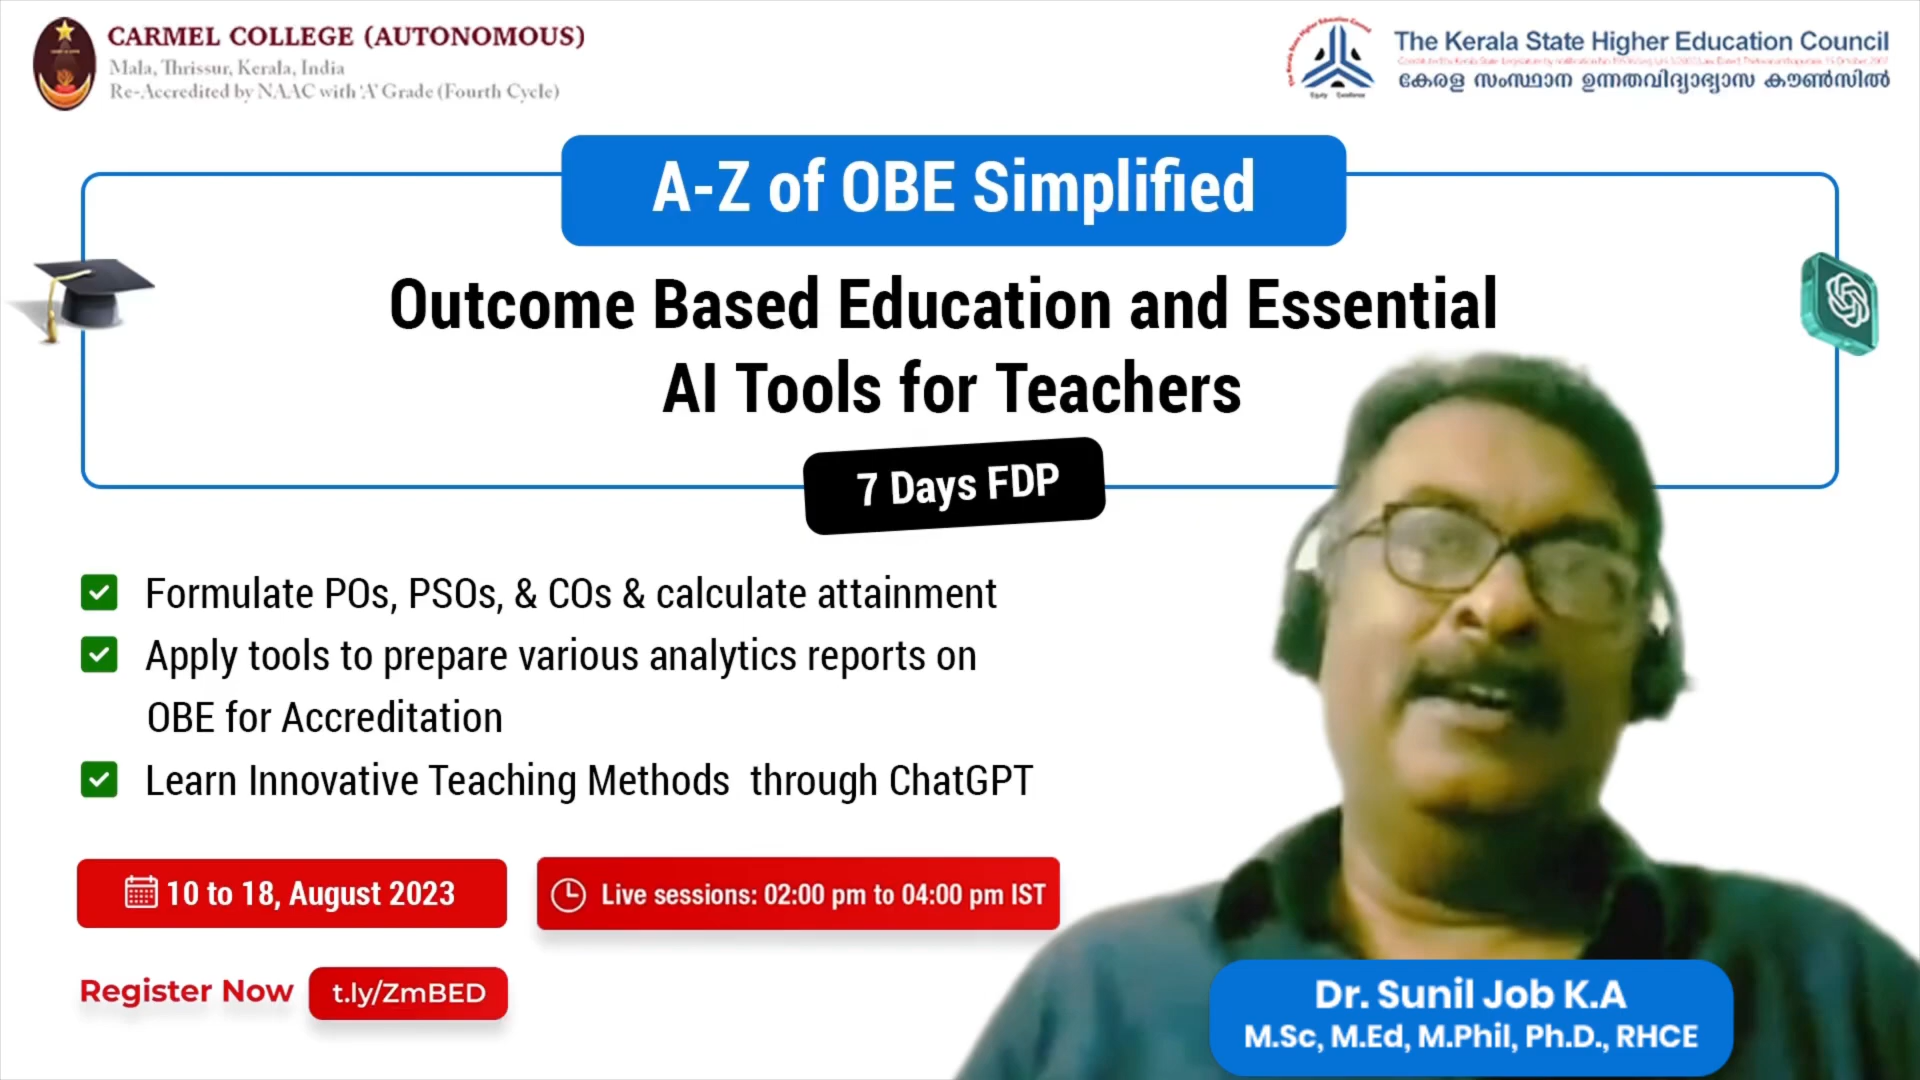 CARMEL COLLEGE (AUTONOMOUS)
Mala, Thrissur, Kerala, India
Re-Accredited by NAAC with 'A' Grade (Fourth Cycle)
The Kerala State Higher Education Council
കേരള സംസ്ഥാന ഉന്നതവിദ്യാഭ്യാസ കൗൺസിൽ
Equity Excellence
A-Z of OBE Simplified
Outcome Based Education and Essential
AI Tools for Teachers
7 Days FDP
Formulate POs, PSOs, & COs & calculate attainment
Apply tools to prepare various analytics reports on
OBE for Accreditation
Learn Innovative Teaching Methods through ChatGPT
10 to 18, August 2023
Live sessions: 02:00 pm to 04:00 pm IST
Register Now t.ly/ZmBED
Dr. Sunil Job K.A
M.Sc, M.Ed, M.Phil, Ph.D., RHCE